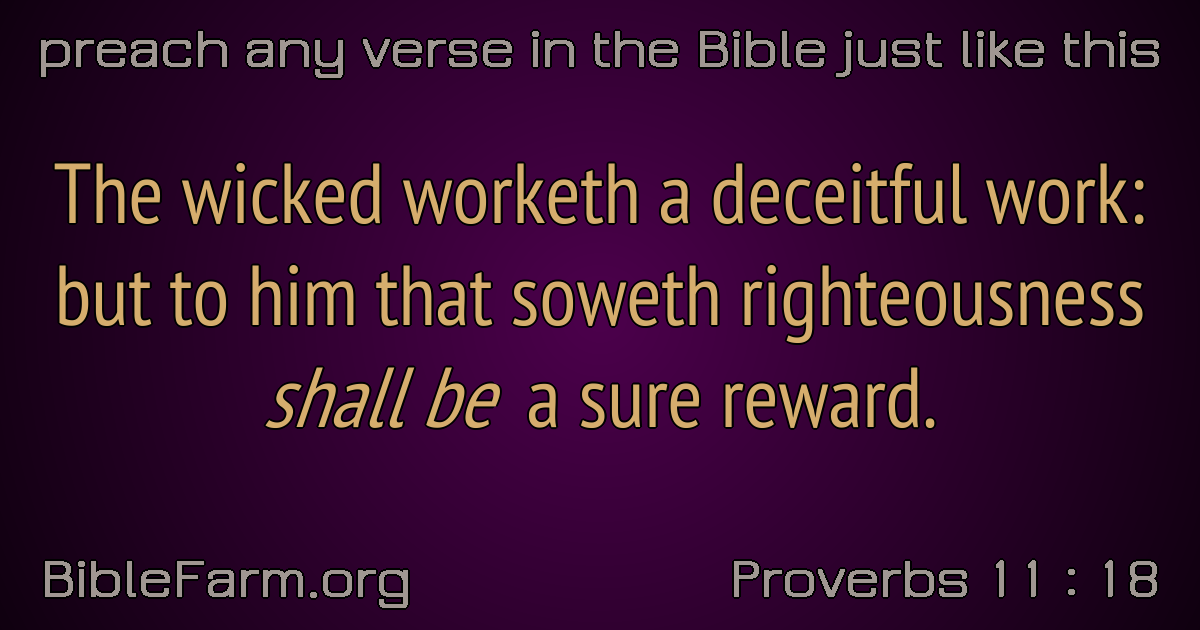 preach any verse in the Bible just like this
The wicked worketh a deceitful work:
but to him that soweth righteousness
shall be a sure reward.
BibleFarm.org
Proverbs 11 : 18